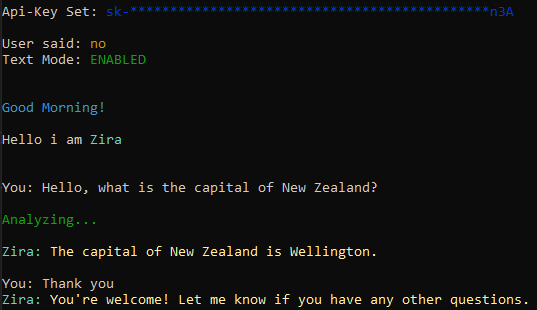 Api-Key Set: sk-*********************************************n3A
User said: no
Text Mode: ENABLED
Good Morning!
Hello i am Zira
You: Hello, what is the capital of New Zealand?
Analyzing...
Zira: The capital of New Zealand is Wellington.
You: Thank you
Zira: You're welcome! Let me know if you have any other questions.